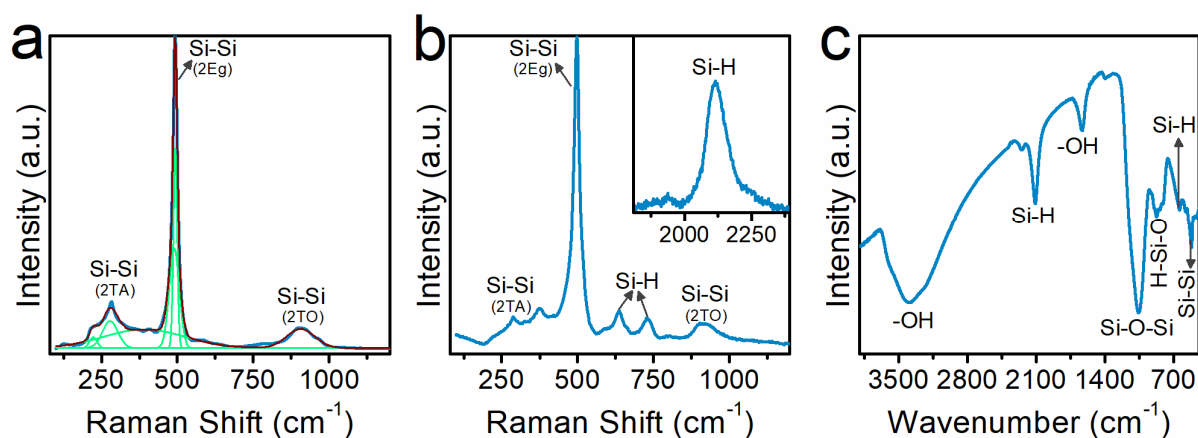 a
Intensity (a.u.)
Si-Si
(2Eg)
Si-Si
(2TA)
Si-Si
(2TO)
250
500
750
1000
Raman Shift (cm-1)
b
Intensity (a.u.)
Si-Si
(2Eg)
Si-H
2000
2250
Si-Si
(2TA)
Si-H
Si-Si
(2TO)
250
500
750
1000
Raman Shift (cm-1)
c
Intensity (a.u.)
-OH
Si-H
-OH
Si-O-Si
H-Si-O
Si-H
Si-Si
3500
2800
2100
1400
700
Wavenumber (cm-1)